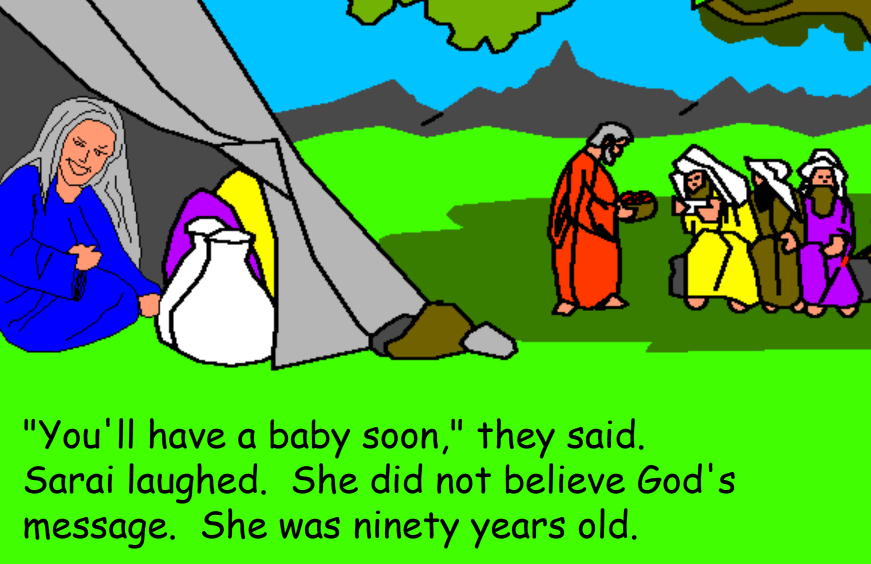 "You'll have a baby soon," they said.
Sarai laughed.  She did not believe God's
message.  She was ninety years old.